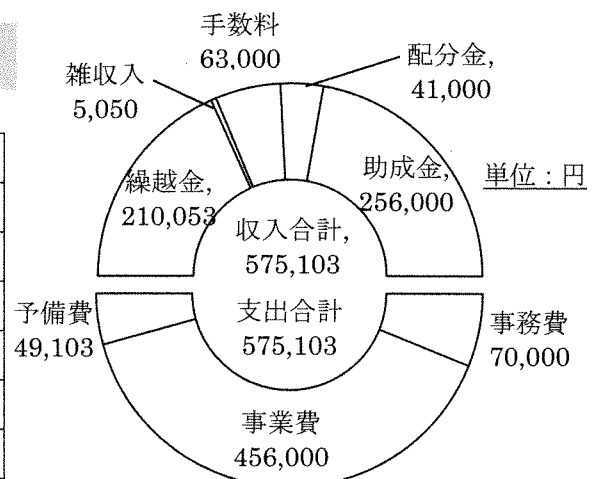 手数料
63,000
配分金,
41,000
雑収入
5,050
繰越金,
210,053
助成金,
256,000
単位：円
収入合計,
575,103
支出合計
575,103
予備費
49,103
事務費
70,000
事業費
456,000